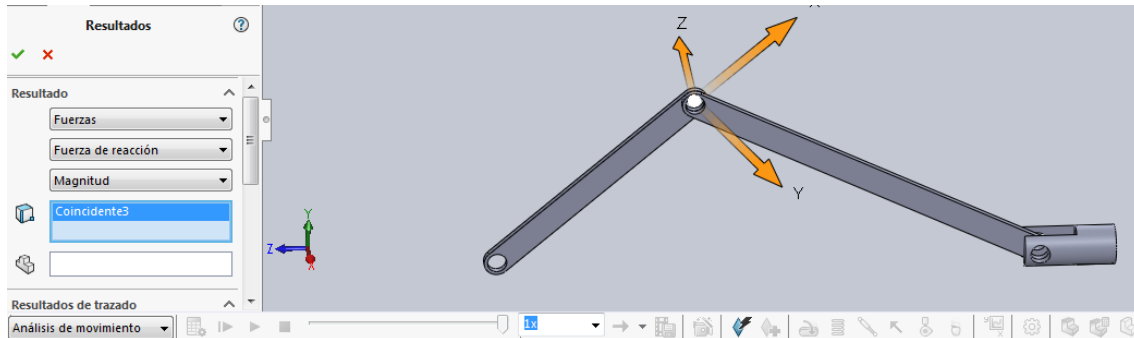 Resultados
?
Resultado
Fuerzas
Fuerza de reacción
Magnitud
Coincidente3
Resultados de trazado
Análisis de movimiento
1x
Z
Y
Y
Z
X